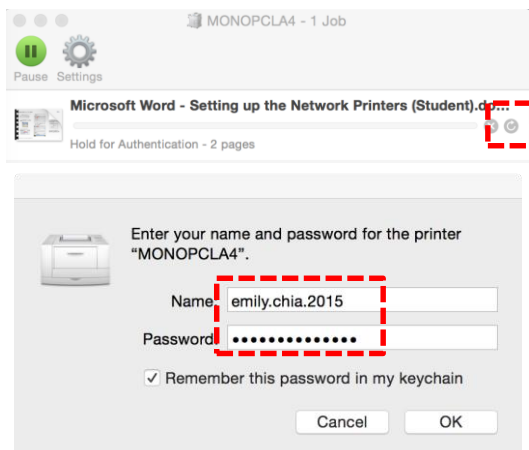 MONOPCLA4 - 1 Job
Pause Settings
Microsoft Word - Setting up the Network Printers (Student).do...
Hold for Authentication - 2 pages
Enter your name and password for the printer
“MONOPCLA4”.
Name: emily.chia.2015
Password: ••••••••••••••
Remember this password in my keychain
Cancel OK